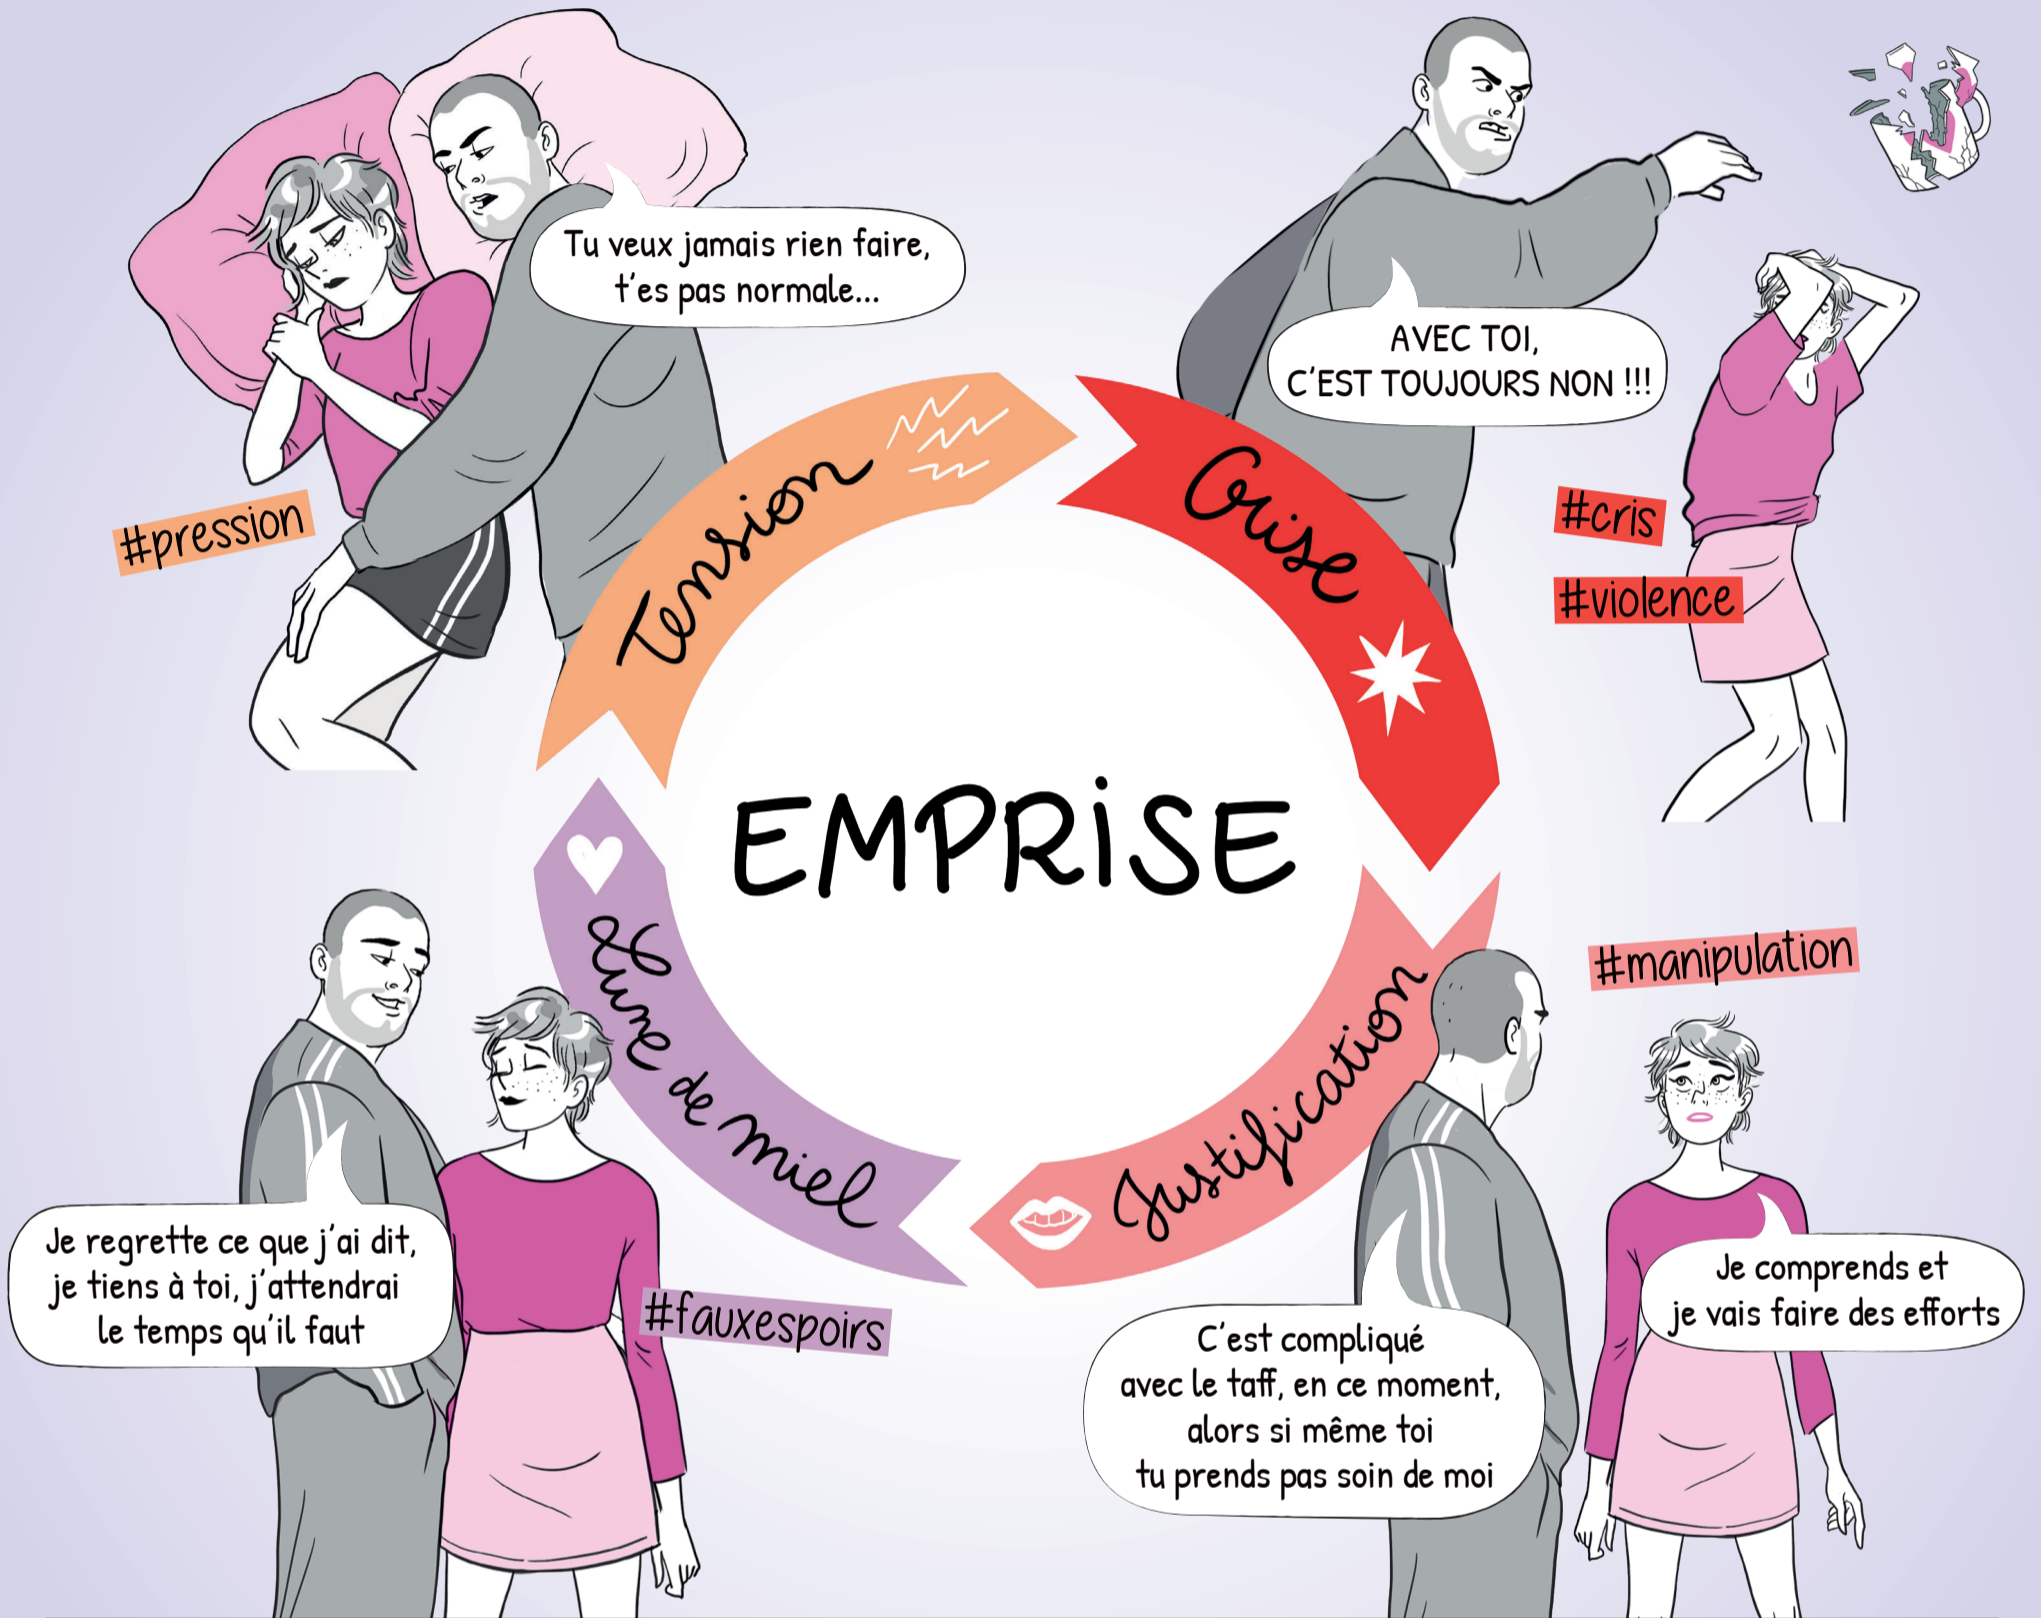 Tu veux jamais rien faire,
t'es pas normale...
#pression
Tension
AVEC TOI,
C'EST TOUJOURS NON !!!
#cris
#violence
Crise
EMPRISE
#manipulation
Justification
C'est compliqué
avec le taff, en ce moment,
alors si même toi
tu prends pas soin de moi
Je comprends et
je vais faire des efforts
Lune de miel
Je regrette ce que j'ai dit,
je tiens à toi, j'attendrai
le temps qu'il faut
#fauxespoirs